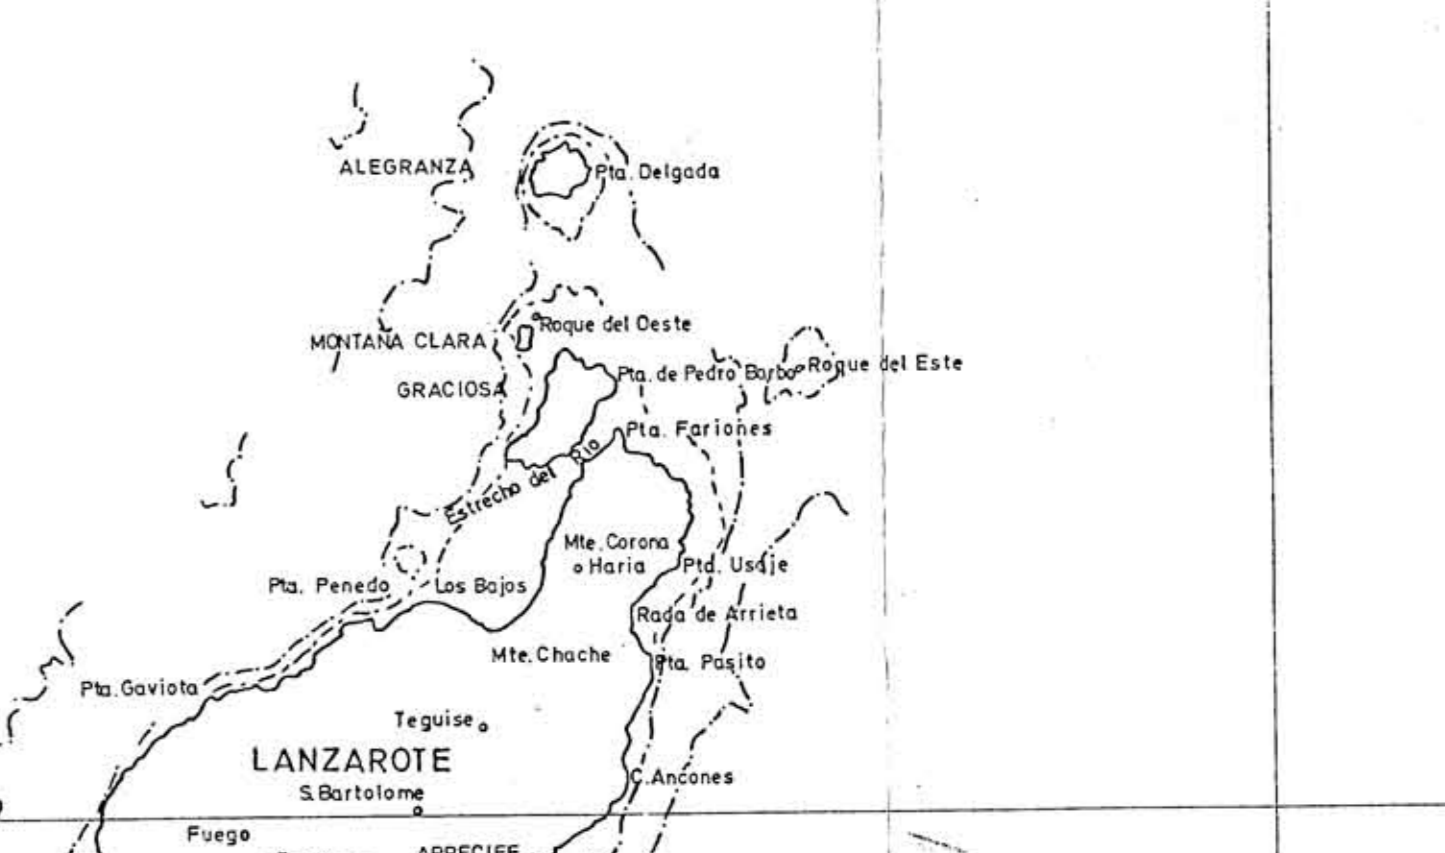 ALEGRANZA
Pta. Delgada
Roque del Oeste
MONTAÑA CLARA
Roque del Este
Pta. de Pedro Barbo
GRACIOSA
Pta. Fariones
Estrecho del Rio
Mte. Corona
Haria
Ptd. Usaje
Pta. Penedo
Los Bajos
Rada de Arrieta
Mte. Chache
Pta. Pasito
Pta. Gaviota
Teguise
LANZAROTE
C. Ancones
S. Bartolome
Fuego
ARRECIFE